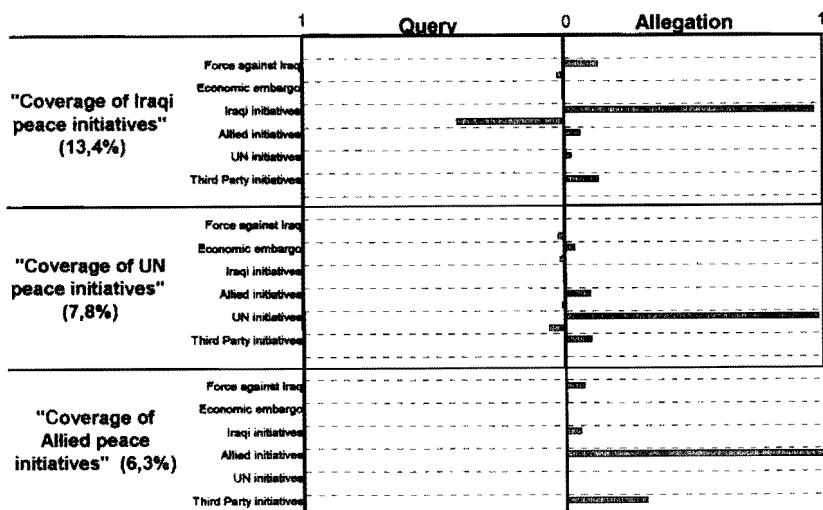 1 Query 0 Allegation 1
"Coverage of Iraqi
peace initiatives"
(13,4%)
Force against Iraq
Economic embargo
Iraqi initiatives
Allied initiatives
UN initiatives
Third Party initiatives
"Coverage of UN
peace initiatives"
(7,8%)
Force against Iraq
Economic embargo
Iraqi initiatives
Allied initiatives
UN initiatives
Third Party initiatives
"Coverage of
Allied peace
initiatives" (6,3%)
Force against Iraq
Economic embargo
Iraqi initiatives
Allied initiatives
UN initiatives
Third Party initiatives